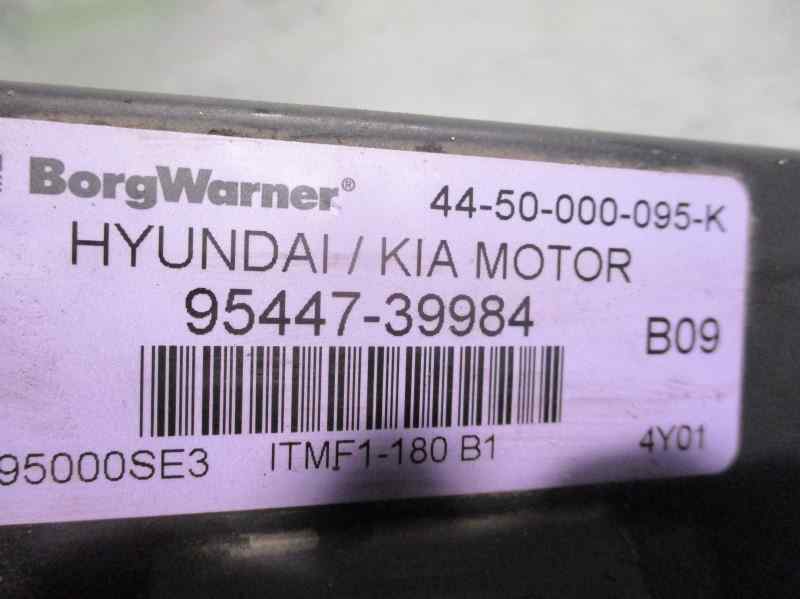 BorgWarner® 44-50-000-095-K
HYUNDAI / KIA MOTOR
95447-39984
B09
95000SE3 ITMF1-180 B1 4Y01